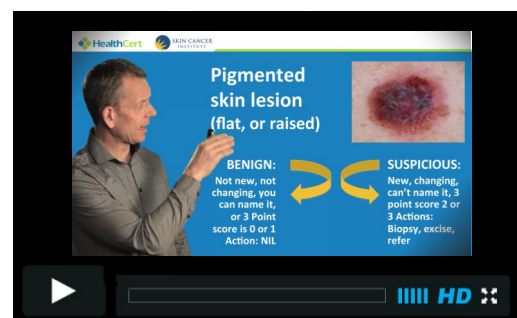 HealthCert
SKIN CANCER
INSTITUTE
Pigmented
skin lesion
(flat, or raised)
BENIGN:
Not new, not
changing, you
can name it,
or 3 Point
score is 0 or 1
Action: NIL
SUSPICIOUS:
New, changing,
can't name it, 3
point score 2 or
3 Actions:
Biopsy, excise,
refer
HD